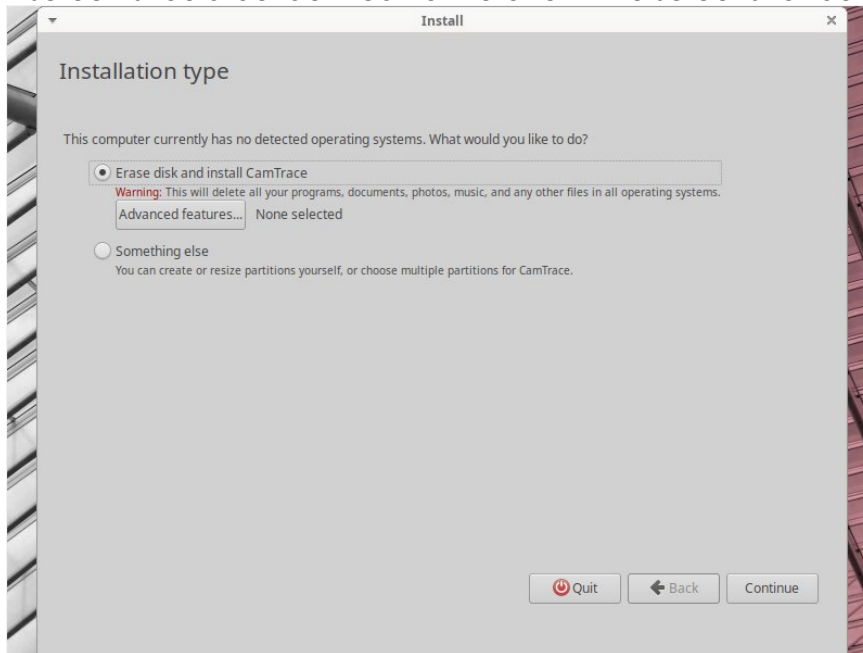 Install
Installation type
This computer currently has no detected operating systems. What would you like to do?
Erase disk and install CamTrace
Warning: This will delete all your programs, documents, photos, music, and any other files in all operating systems.
Advanced features... None selected
Something else
You can create or resize partitions yourself, or choose multiple partitions for CamTrace.
Quit Back Continue